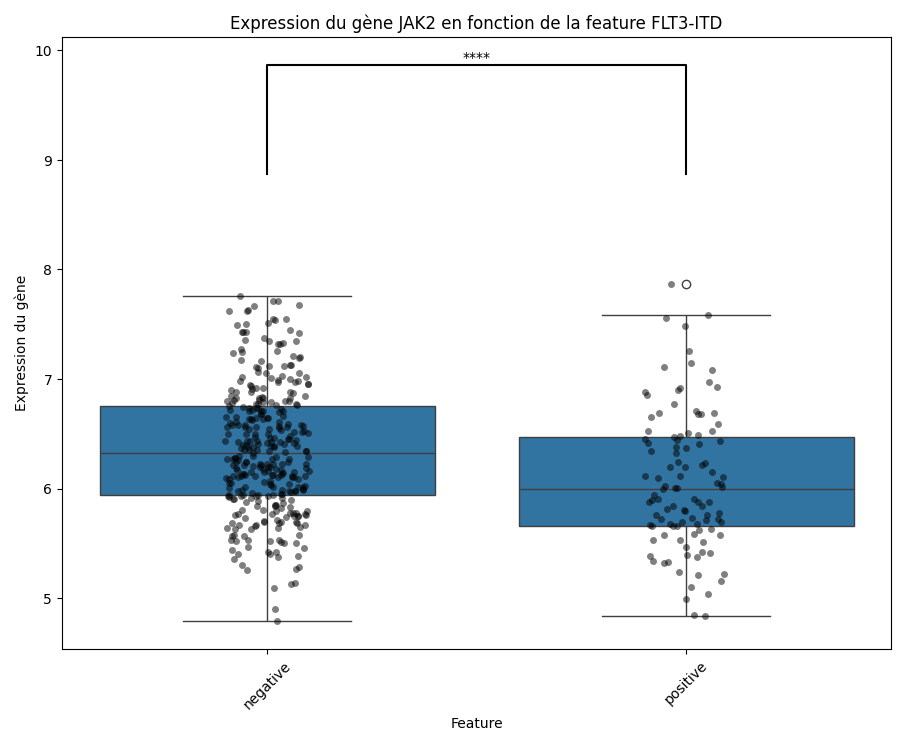 Expression du gène JAK2 en fonction de la feature FLT3-ITD
****
10
9
8
7
6
5
Expression du gène
negative
positive
Feature